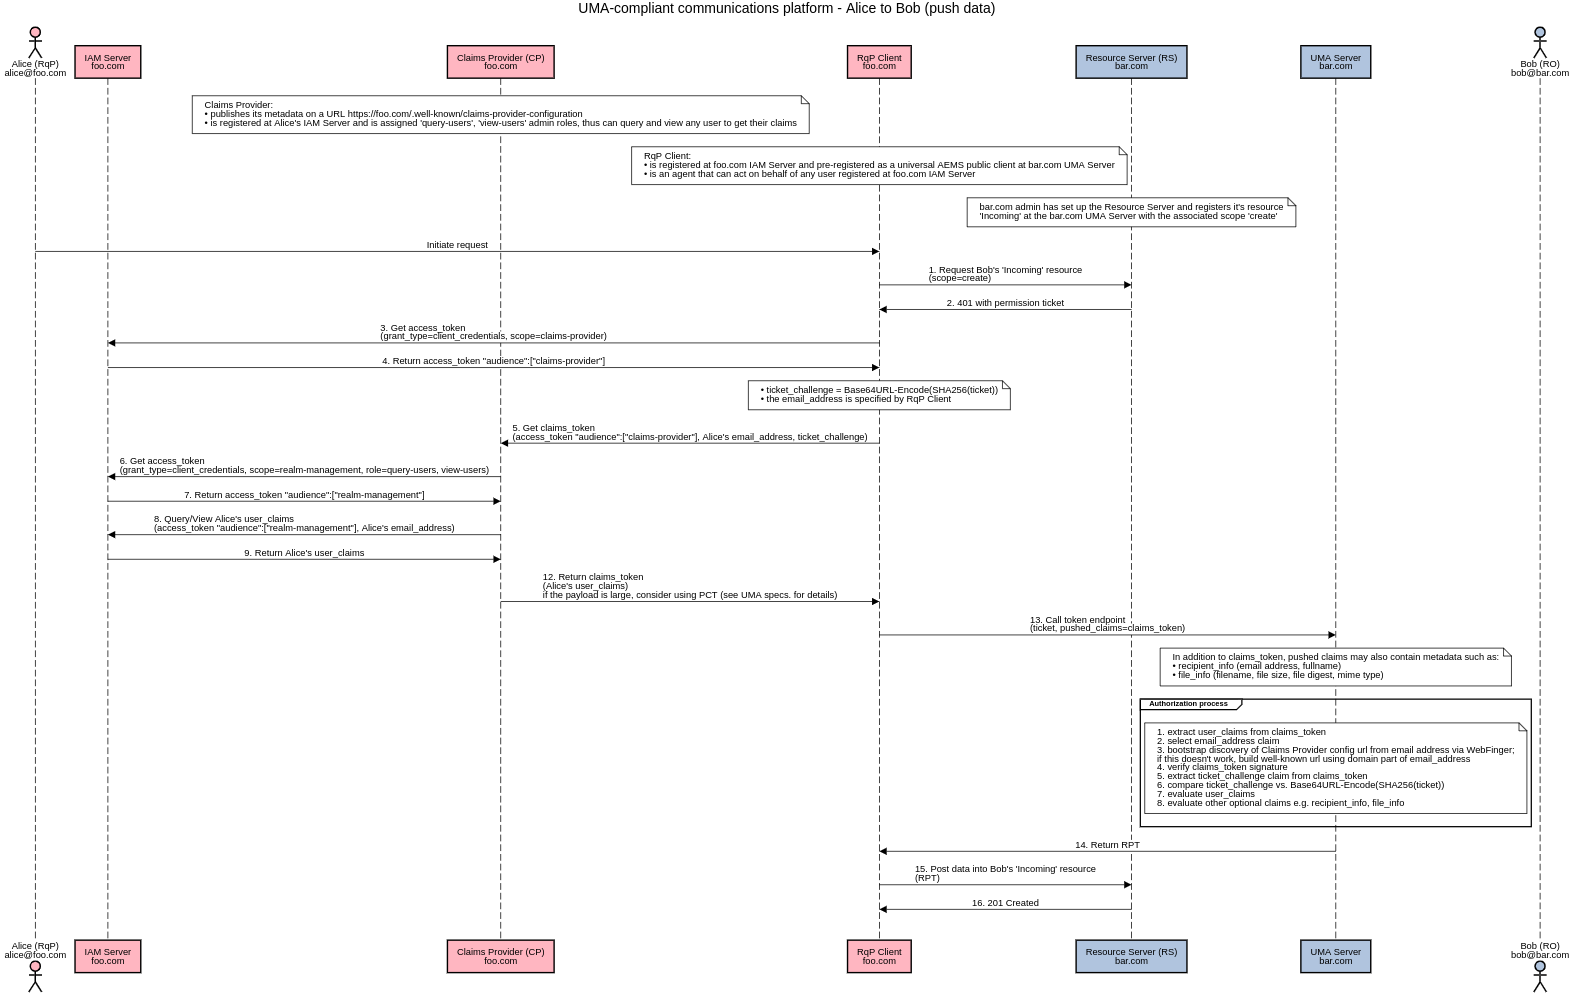 UMA-compliant communications platform - Alice to Bob (push data)
Alice (RqP)
alice@foo.com
IAM Server
foo.com
Claims Provider (CP)
foo.com
RqP Client
foo.com
Resource Server (RS)
bar.com
UMA Server
bar.com
Bob (RO)
bob@bar.com
Claims Provider:
• publishes its metadata on a URL https://foo.com/.well-known/claims-provider-configuration
• is registered at Alice's IAM Server and is assigned 'query-users', 'view-users' admin roles, thus can query and view any user to get their claims
RqP Client:
• is registered at foo.com IAM Server and pre-registered as a universal AEMS public client at bar.com UMA Server
• is an agent that can act on behalf of any user registered at foo.com IAM Server
bar.com admin has set up the Resource Server and registers it's resource
'Incoming' at the bar.com UMA Server with the associated scope 'create'
Initiate request
1. Request Bob's 'Incoming' resource
(scope=create)
2. 401 with permission ticket
3. Get access_token
(grant_type=client_credentials, scope=claims-provider)
4. Return access_token "audience":["claims-provider"]
• ticket_challenge = Base64URL-Encode(SHA256(ticket))
• the email_address is specified by RqP Client
5. Get claims_token
(access_token "audience":["claims-provider"], Alice's email_address, ticket_challenge)
6. Get access_token
(grant_type=client_credentials, scope=realm-management, role=query-users, view-users)
7. Return access_token "audience":["realm-management"]
8. Query/View Alice's user_claims
(access_token "audience":["realm-management"], Alice's email_address)
9. Return Alice's user_claims
12. Return claims_token
(Alice's user_claims)
if the payload is large, consider using PCT (see UMA specs. for details)
13. Call token endpoint
(ticket, pushed_claims=claims_token)
In addition to claims_token, pushed claims may also contain metadata such as:
• recipient_info (email address, fullname)
• file_info (filename, file size, file digest, mime type)
Authorization process
1. extract user_claims from claims_token
2. select email_address claim
3. bootstrap discovery of Claims Provider config url from email address via WebFinger;
if this doesn't work, build well-known url using domain part of email_address
4. verify claims_token signature
5. extract ticket_challenge claim from claims_token
6. compare ticket_challenge vs. Base64URL-Encode(SHA256(ticket))
7. evaluate user_claims
8. evaluate other optional claims e.g. recipient_info, file_info
14. Return RPT
15. Post data into Bob's 'Incoming' resource
(RPT)
16. 201 Created
Alice (RqP)
alice@foo.com
IAM Server
foo.com
Claims Provider (CP)
foo.com
RqP Client
foo.com
Resource Server (RS)
bar.com
UMA Server
bar.com
Bob (RO)
bob@bar.com